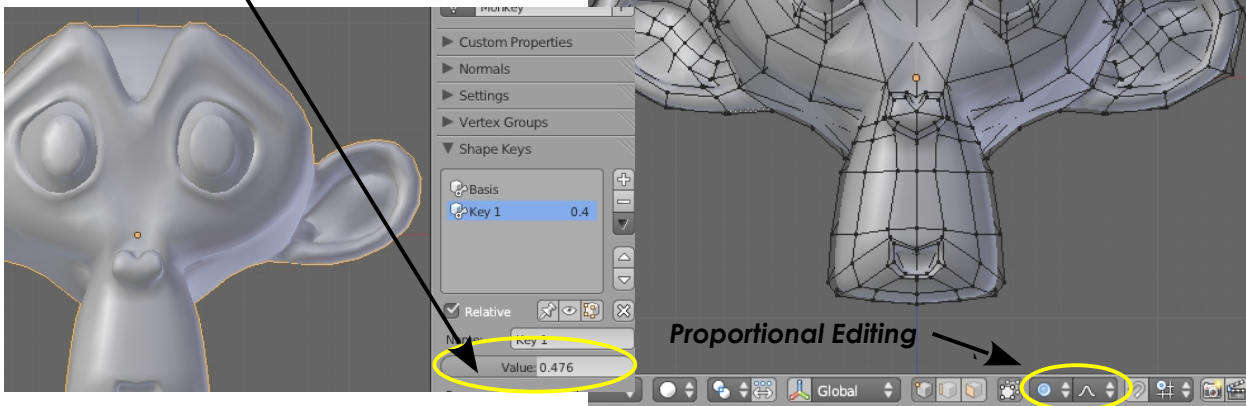 Monkey
Custom Properties
Normals
Settings
Vertex Groups
Shape Keys
Basis
Key 1 0.4
Relative
Key 1
Value: 0.476
Proportional Editing
Global